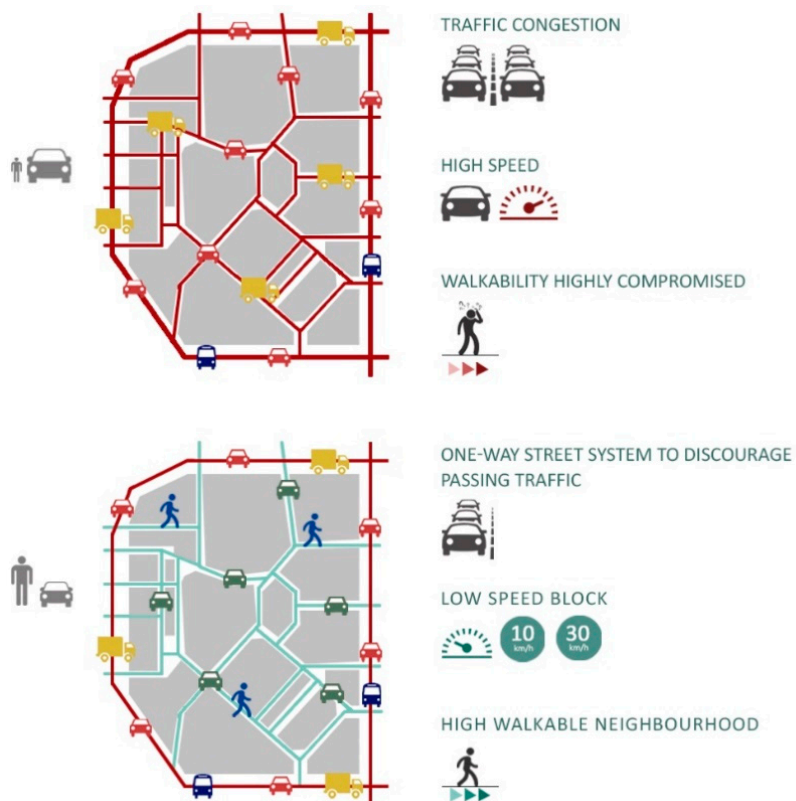 TRAFFIC CONGESTION
HIGH SPEED
WALKABILITY HIGHLY COMPROMISED
ONE-WAY STREET SYSTEM TO DISCOURAGE
PASSING TRAFFIC
LOW SPEED BLOCK
10 30
km/h km/h
HIGH WALKABLE NEIGHBOURHOOD